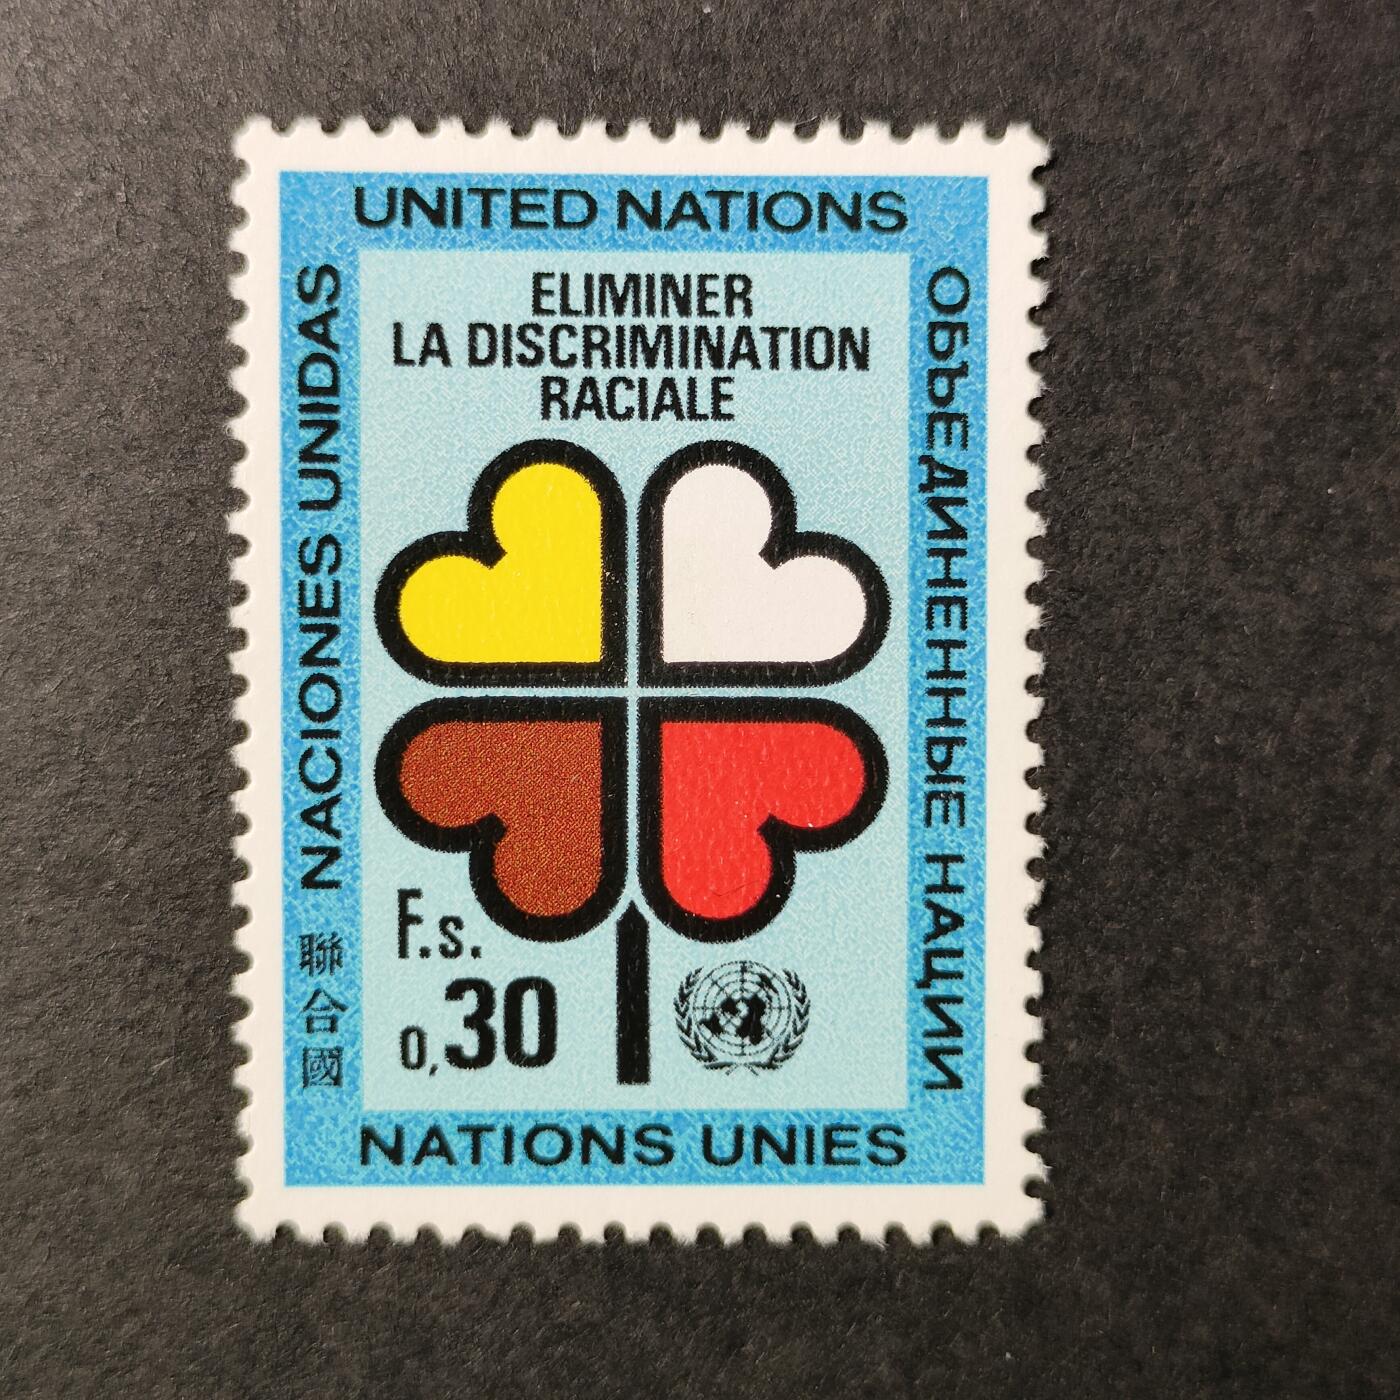 UNITED NATIONS
ELIMINER
LA DISCRIMINATION
RACIALE
NACIONES UNIDAS
聯合國
ОБЪЕДИНЕННЫЕ НАЦИИ
F.s.
0,30
NATIONS UNIES